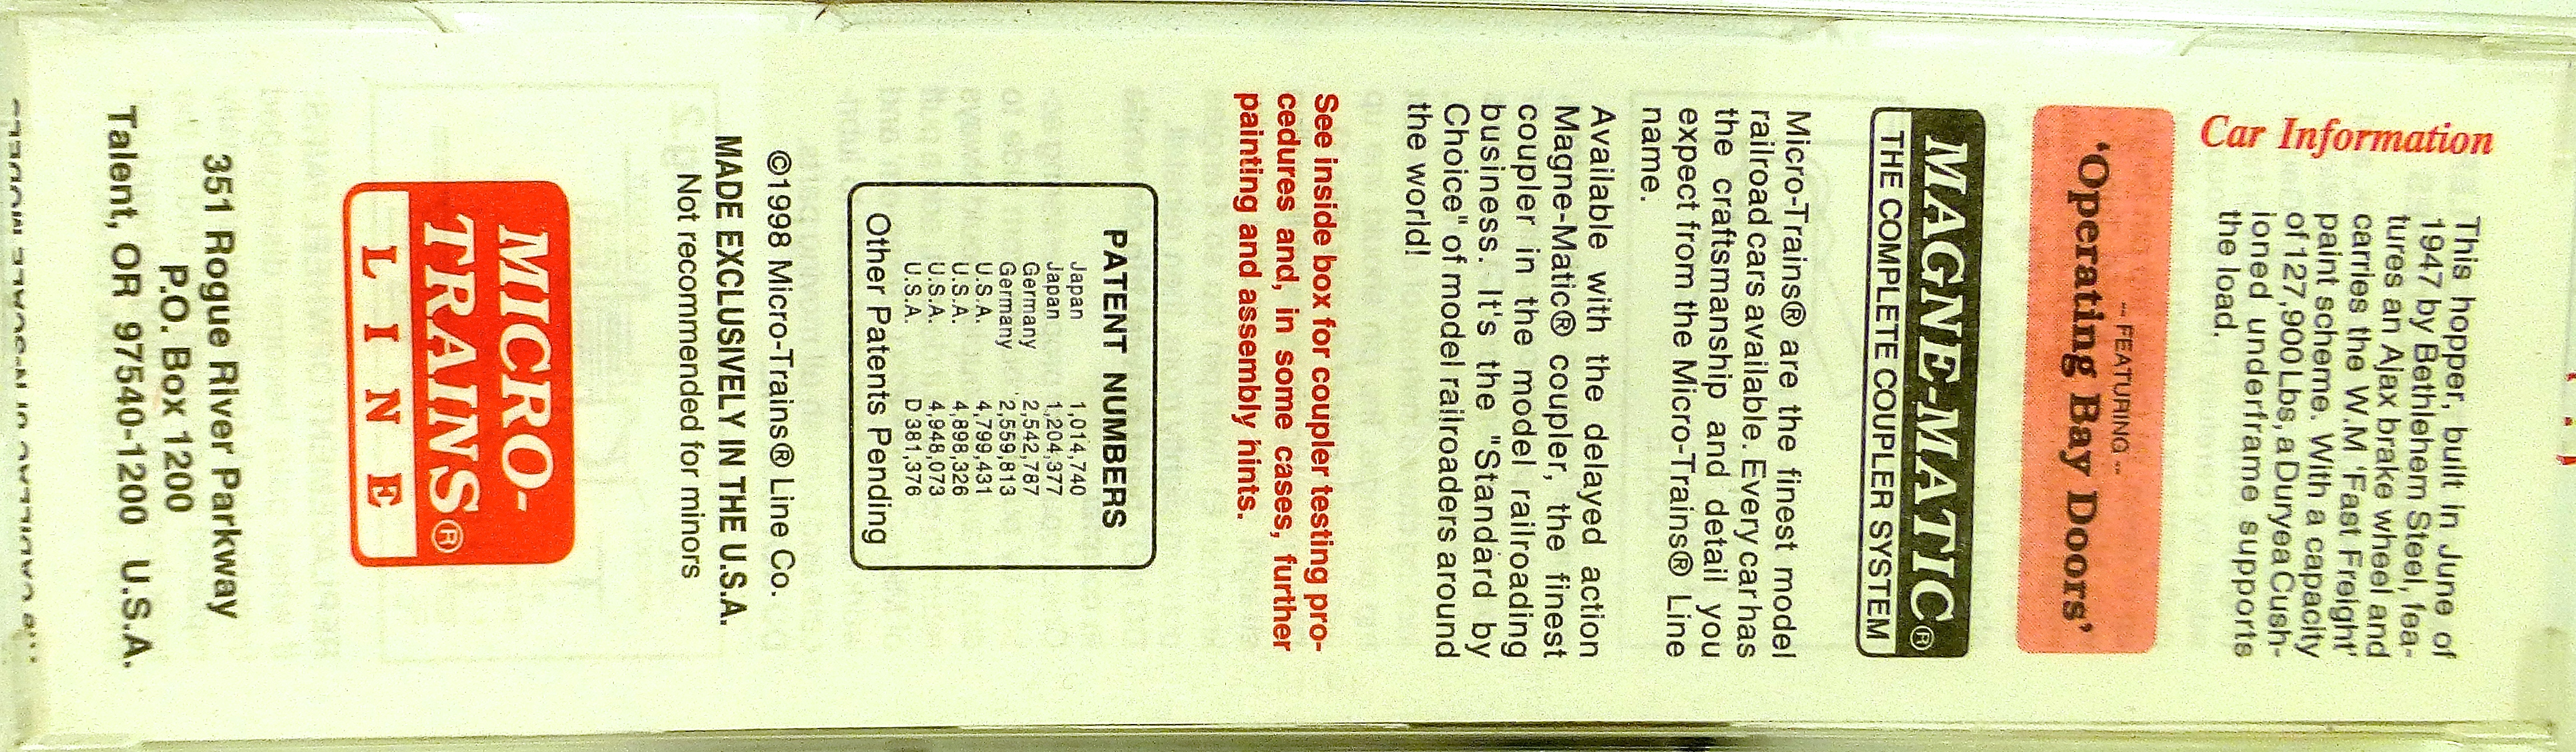 Car Information
This hopper, built in June of
1947 by Bethlehem Steel, fea-
tures an Ajax brake wheel and
carries the W.M 'Fast Freight'
paint scheme. With a capacity
of 127,900 Lbs, a Duryea Cush-
ioned underframe supports
the load.
-- FEATURING --
'Operating Bay Doors'
MAGNE-MATIC®
THE COMPLETE COUPLER SYSTEM
Micro-Trains® are the finest model
railroad cars available. Every car has
the craftsmanship and detail you
expect from the Micro-Trains® Line
name.
Available with the delayed action
Magne-Matic® coupler, the finest
coupler in the model railroading
business. It's the "Standard by
Choice" of model railroaders around
the world!
See inside box for coupler testing pro-
cedures and, in some cases, further
painting and assembly hints.
PATENT NUMBERS
Japan 1,014,740
Japan 1,204,377
Germany 2,542,787
Germany 2,559,813
U.S.A. 4,799,431
U.S.A. 4,898,326
U.S.A. 4,948,073
U.S.A. D 381,376
Other Patents Pending
©1998 Micro-Trains® Line Co.
MADE EXCLUSIVELY IN THE U.S.A.
Not recommended for minors
MICRO-
TRAINS®
LINE
351 Rogue River Parkway
P.O. Box 1200
Talent, OR 97540-1200 U.S.A.